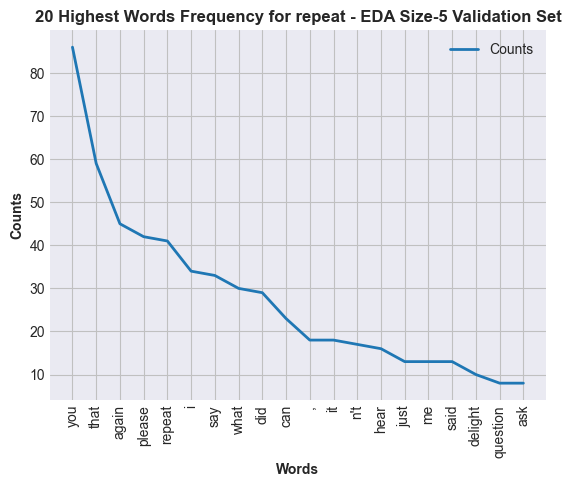 20 Highest Words Frequency for repeat - EDA Size-5 Validation Set
Counts
80
70
60
50
40
30
20
10
Counts
you
that
again
please
repeat
i
say
what
did
can
,
it
n't
hear
just
me
said
delight
question
ask
Words